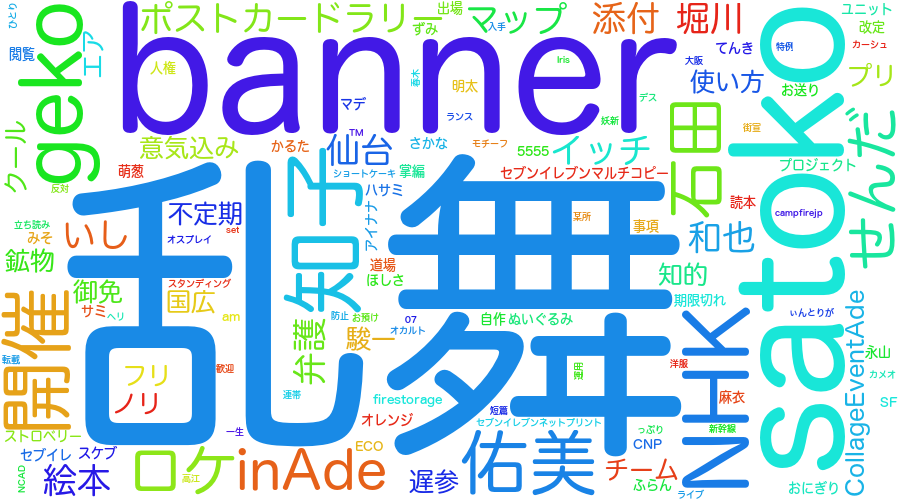 ひとり
geko
エア
閲覧
クール
反対
立ち読み
みそ
いし
鉱物
御免
サミ
ヘリ
開催
転載
ストロベリー
セブイレ
スケブ
絵本
NCAD
banner
ポストカードラリー
出場
ずみ
入手
マップ
添付
堀川
Iris
大阪
てんき
使い方
人権
明太
マデ
春木
デス
ランス
妖新
TM
意気込み
かるた
仙台
さかな
モチーフ
5555
イッチ
石田
街宣
萌葱
ショートケーキ
掌編
セブンイレブンマルチコピー
不定期
知子
ハサミ
アイナナ
オスプレイ
set
乱舞
某所
事項
読本
和也
道場
ほしさ
知的
期限切れ
スタンディング
国広
am
防止
お預け
07
オカルト
自作
ぬいぐるみ
弁護
駿一
使用
洋服
フリ
ノリ
歓迎
連帯
firestorage
短篇
麻衣
NHK
オレンジ
セブンイレブンネットプリント
っぷり
新幹線
一生
ECO
CNP
ロケ
高江
inAde
遅参
佑美
チーム
ふらん
ライブ
satoko
特例
ユニット
改定
カーシュ
プリ
お送り
せんだ
プロジェクト
campfirejp
ぃんとりが
CollageEventAde
永山
カメオ
SF
おにぎり